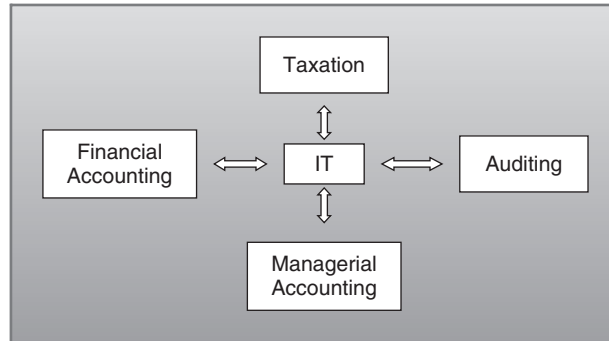 Taxation
Financial
Accounting
IT
Auditing
Managerial
Accounting